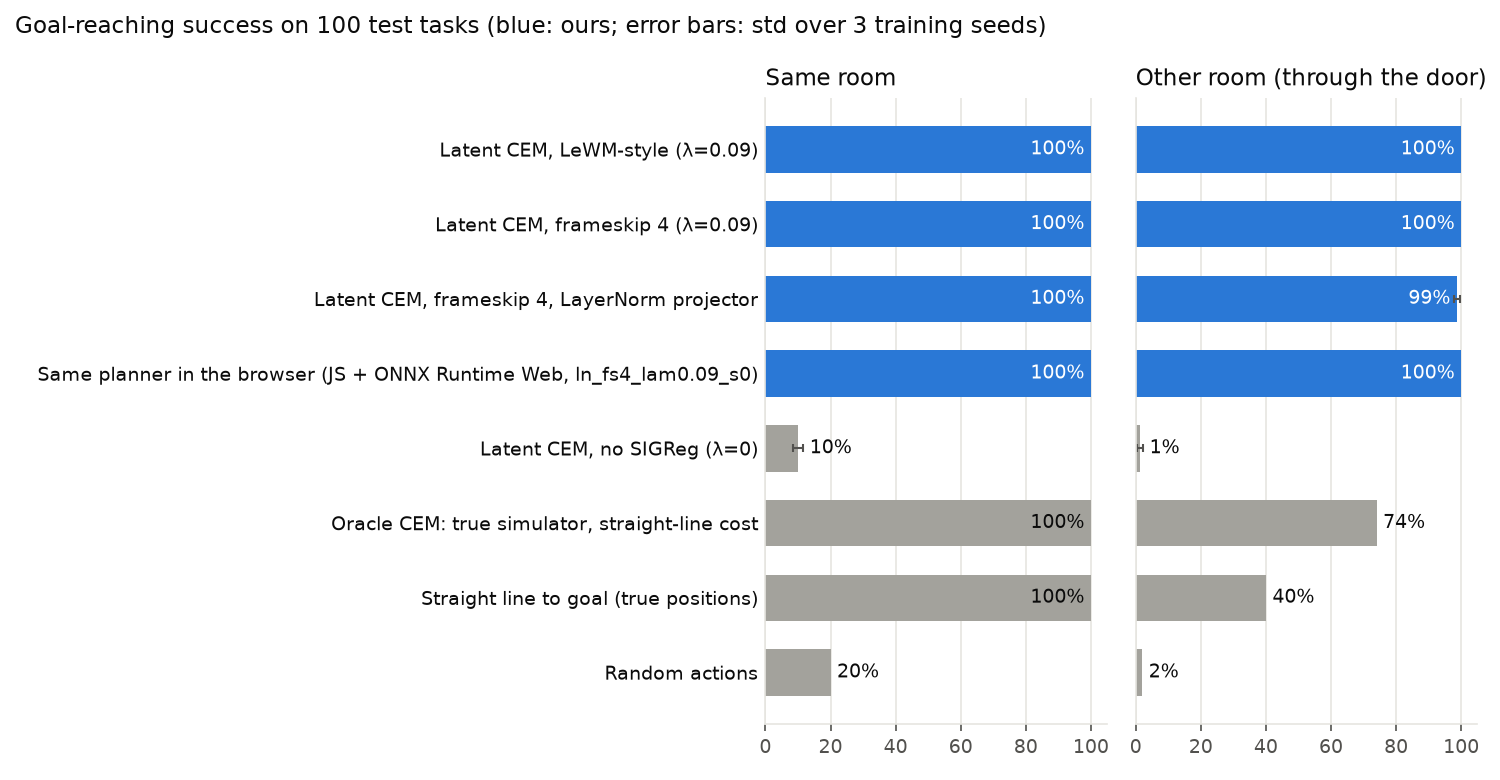 Goal-reaching success on 100 test tasks (blue: ours; error bars: std over 3 training seeds)
Same room
Other room (through the door)
Latent CEM, LeWM-style (λ=0.09) 100% 100%
Latent CEM, frameskip 4 (λ=0.09) 100% 100%
Latent CEM, frameskip 4, LayerNorm projector 100% 99%
Same planner in the browser (JS + ONNX Runtime Web, ln_fs4_lam0.09_s0) 100% 100%
Latent CEM, no SIGReg (λ=0) 10% 1%
Oracle CEM: true simulator, straight-line cost 100% 74%
Straight line to goal (true positions) 100% 40%
Random actions 20% 2%
0 20 40 60 80 100 0 20 40 60 80 100